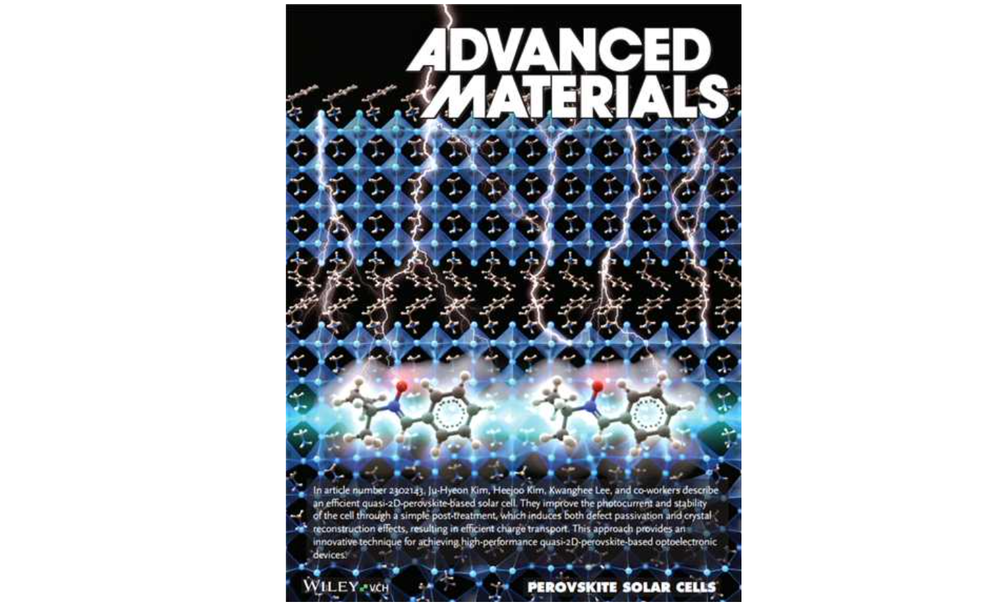 ADVANCED
MATERIALS
In article number 2302143, Ju-Hyeon Kim, Heejoo Kim, Kwanghee Lee, and co-workers describe
an efficient quasi-2D-perovskite-based solar cell. They improve the photocurrent and stability
of the cell through a simple post-treatment, which induces both defect passivation and crystal
reconstruction effects, resulting in efficient charge transport. This approach provides an
innovative technique for achieving high-performance quasi-2D-perovskite-based optoelectronic
devices.
WILEY-VCH PEROVSKITE SOLAR CELLS